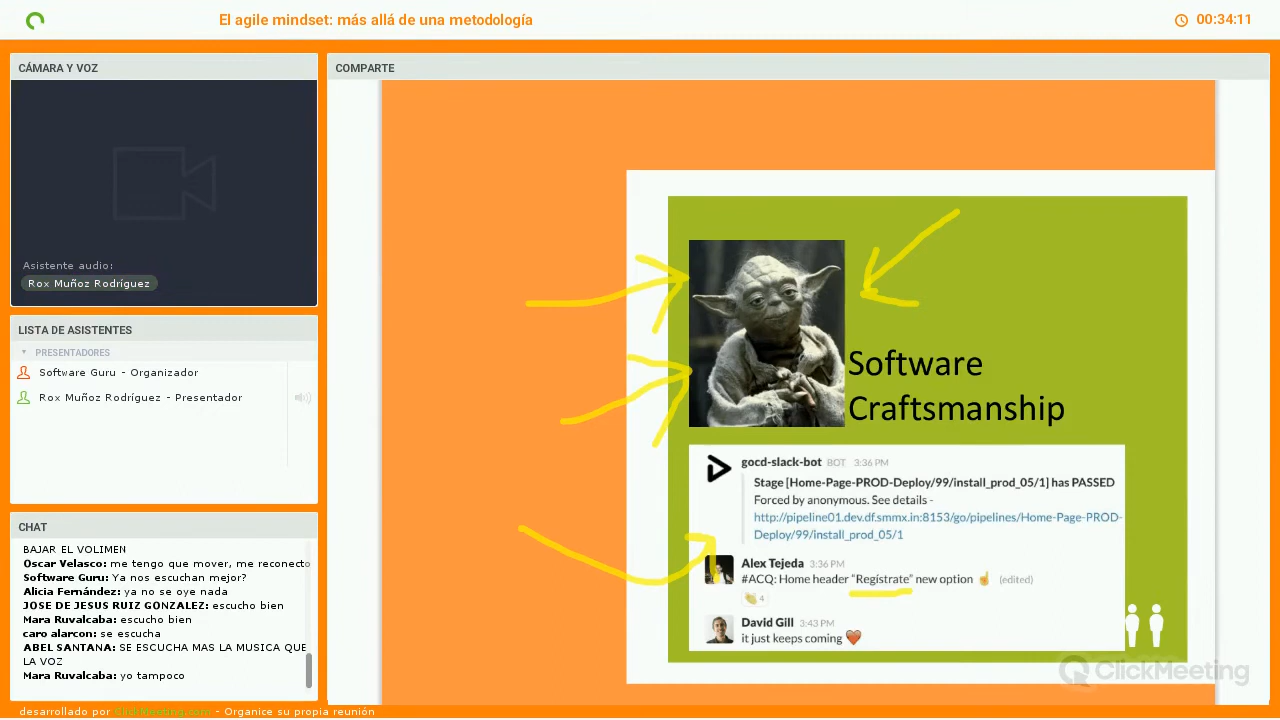 El agile mindset: más allá de una metodología
00:34:11
CÁMARA Y VOZ
Asistente audio:
Rox Muñoz Rodríguez
LISTA DE ASISTENTES
PRESENTADORES
Software Guru - Organizador
Rox Muñoz Rodríguez - Presentador
CHAT
BAJAR EL VOLIMEN
Oscar Velasco: me tengo que mover, me reconecto
Software Guru: Ya nos escuchan mejor?
Alicia Fernández: ya no se oye nada
JOSE DE JESUS RUIZ GONZALEZ: escucho bien
Mara Ruvalcaba: escucho bien
caro alarcon: se escucha
ABEL SANTANA: SE ESCUCHA MAS LA MUSICA QUE
LA VOZ
Mara Ruvalcaba: yo tampoco
desarrollado por ClickMeeting.com - Organice su propia reunión
COMPARTE
Software
Craftsmanship
gocd-slack-bot BOT 3:36 PM
Stage [Home-Page-PROD-Deploy/99/install_prod_05/1] has PASSED
Forced by anonymous. See details -
http://pipeline01.dev.df.smmx.in:8153/go/pipelines/Home-Page-PROD-
Deploy/99/install_prod_05/1
Alex Tejeda 3:36 PM
#ACQ: Home header “Regístrate” new option ☝ (edited)
👏 4
David Gill 3:43 PM
it just keeps coming ❤
ClickMeeting